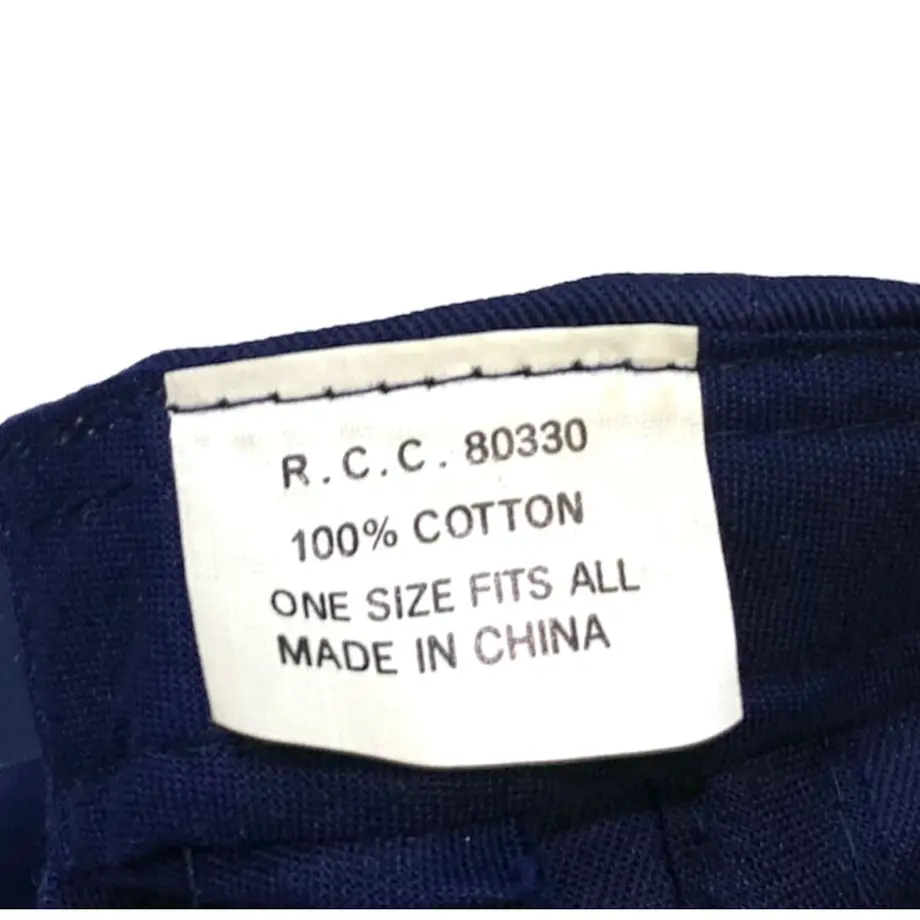 R.C.C. 80330
100% COTTON
ONE SIZE FITS ALL
MADE IN CHINA